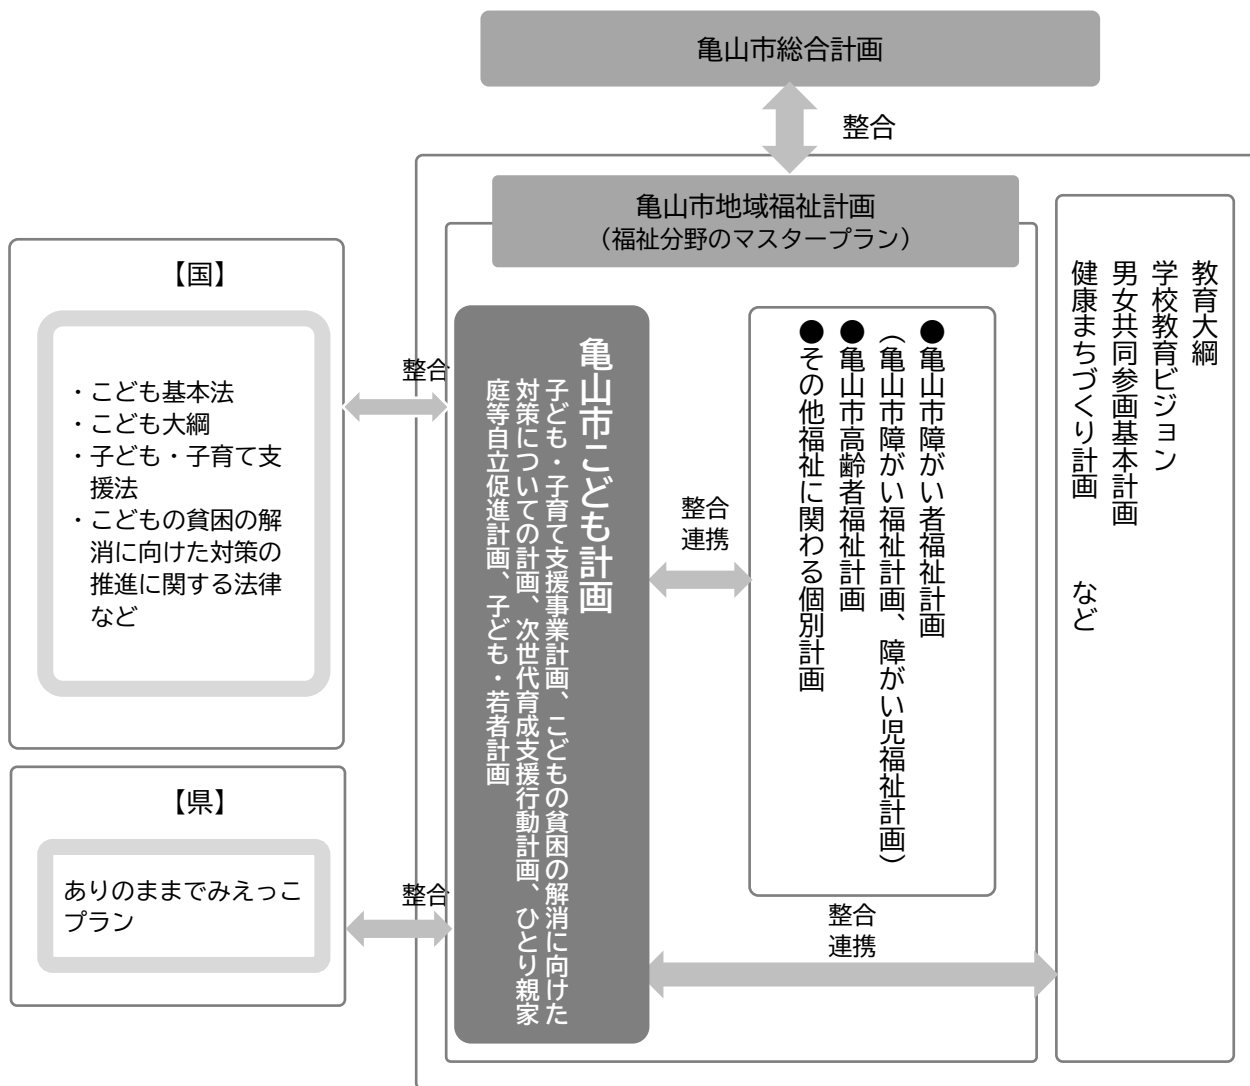 亀山市総合計画
整合
亀山市地域福祉計画
（福祉分野のマスタープラン）
【国】
・こども基本法
・こども大綱
・子ども・子育て支
援法
・こどもの貧困の解
消に向けた対策の
推進に関する法律
など
整合
【県】
ありのままでみえっこ
プラン
整合
亀山市こども計画
子ども・子育て支援事業計画、こどもの貧困の解消に向けた
対策についての計画、次世代育成支援行動計画、ひとり親家
庭等自立促進計画、子ども・若者計画
整合
連携
●亀山市障がい者福祉計画
（亀山市障がい福祉計画、障がい児福祉計画）
●亀山市高齢者福祉計画
●その他福祉に関わる個別計画
整合
連携
教育大綱
学校教育ビジョン
男女共同参画基本計画
健康まちづくり計画　　など